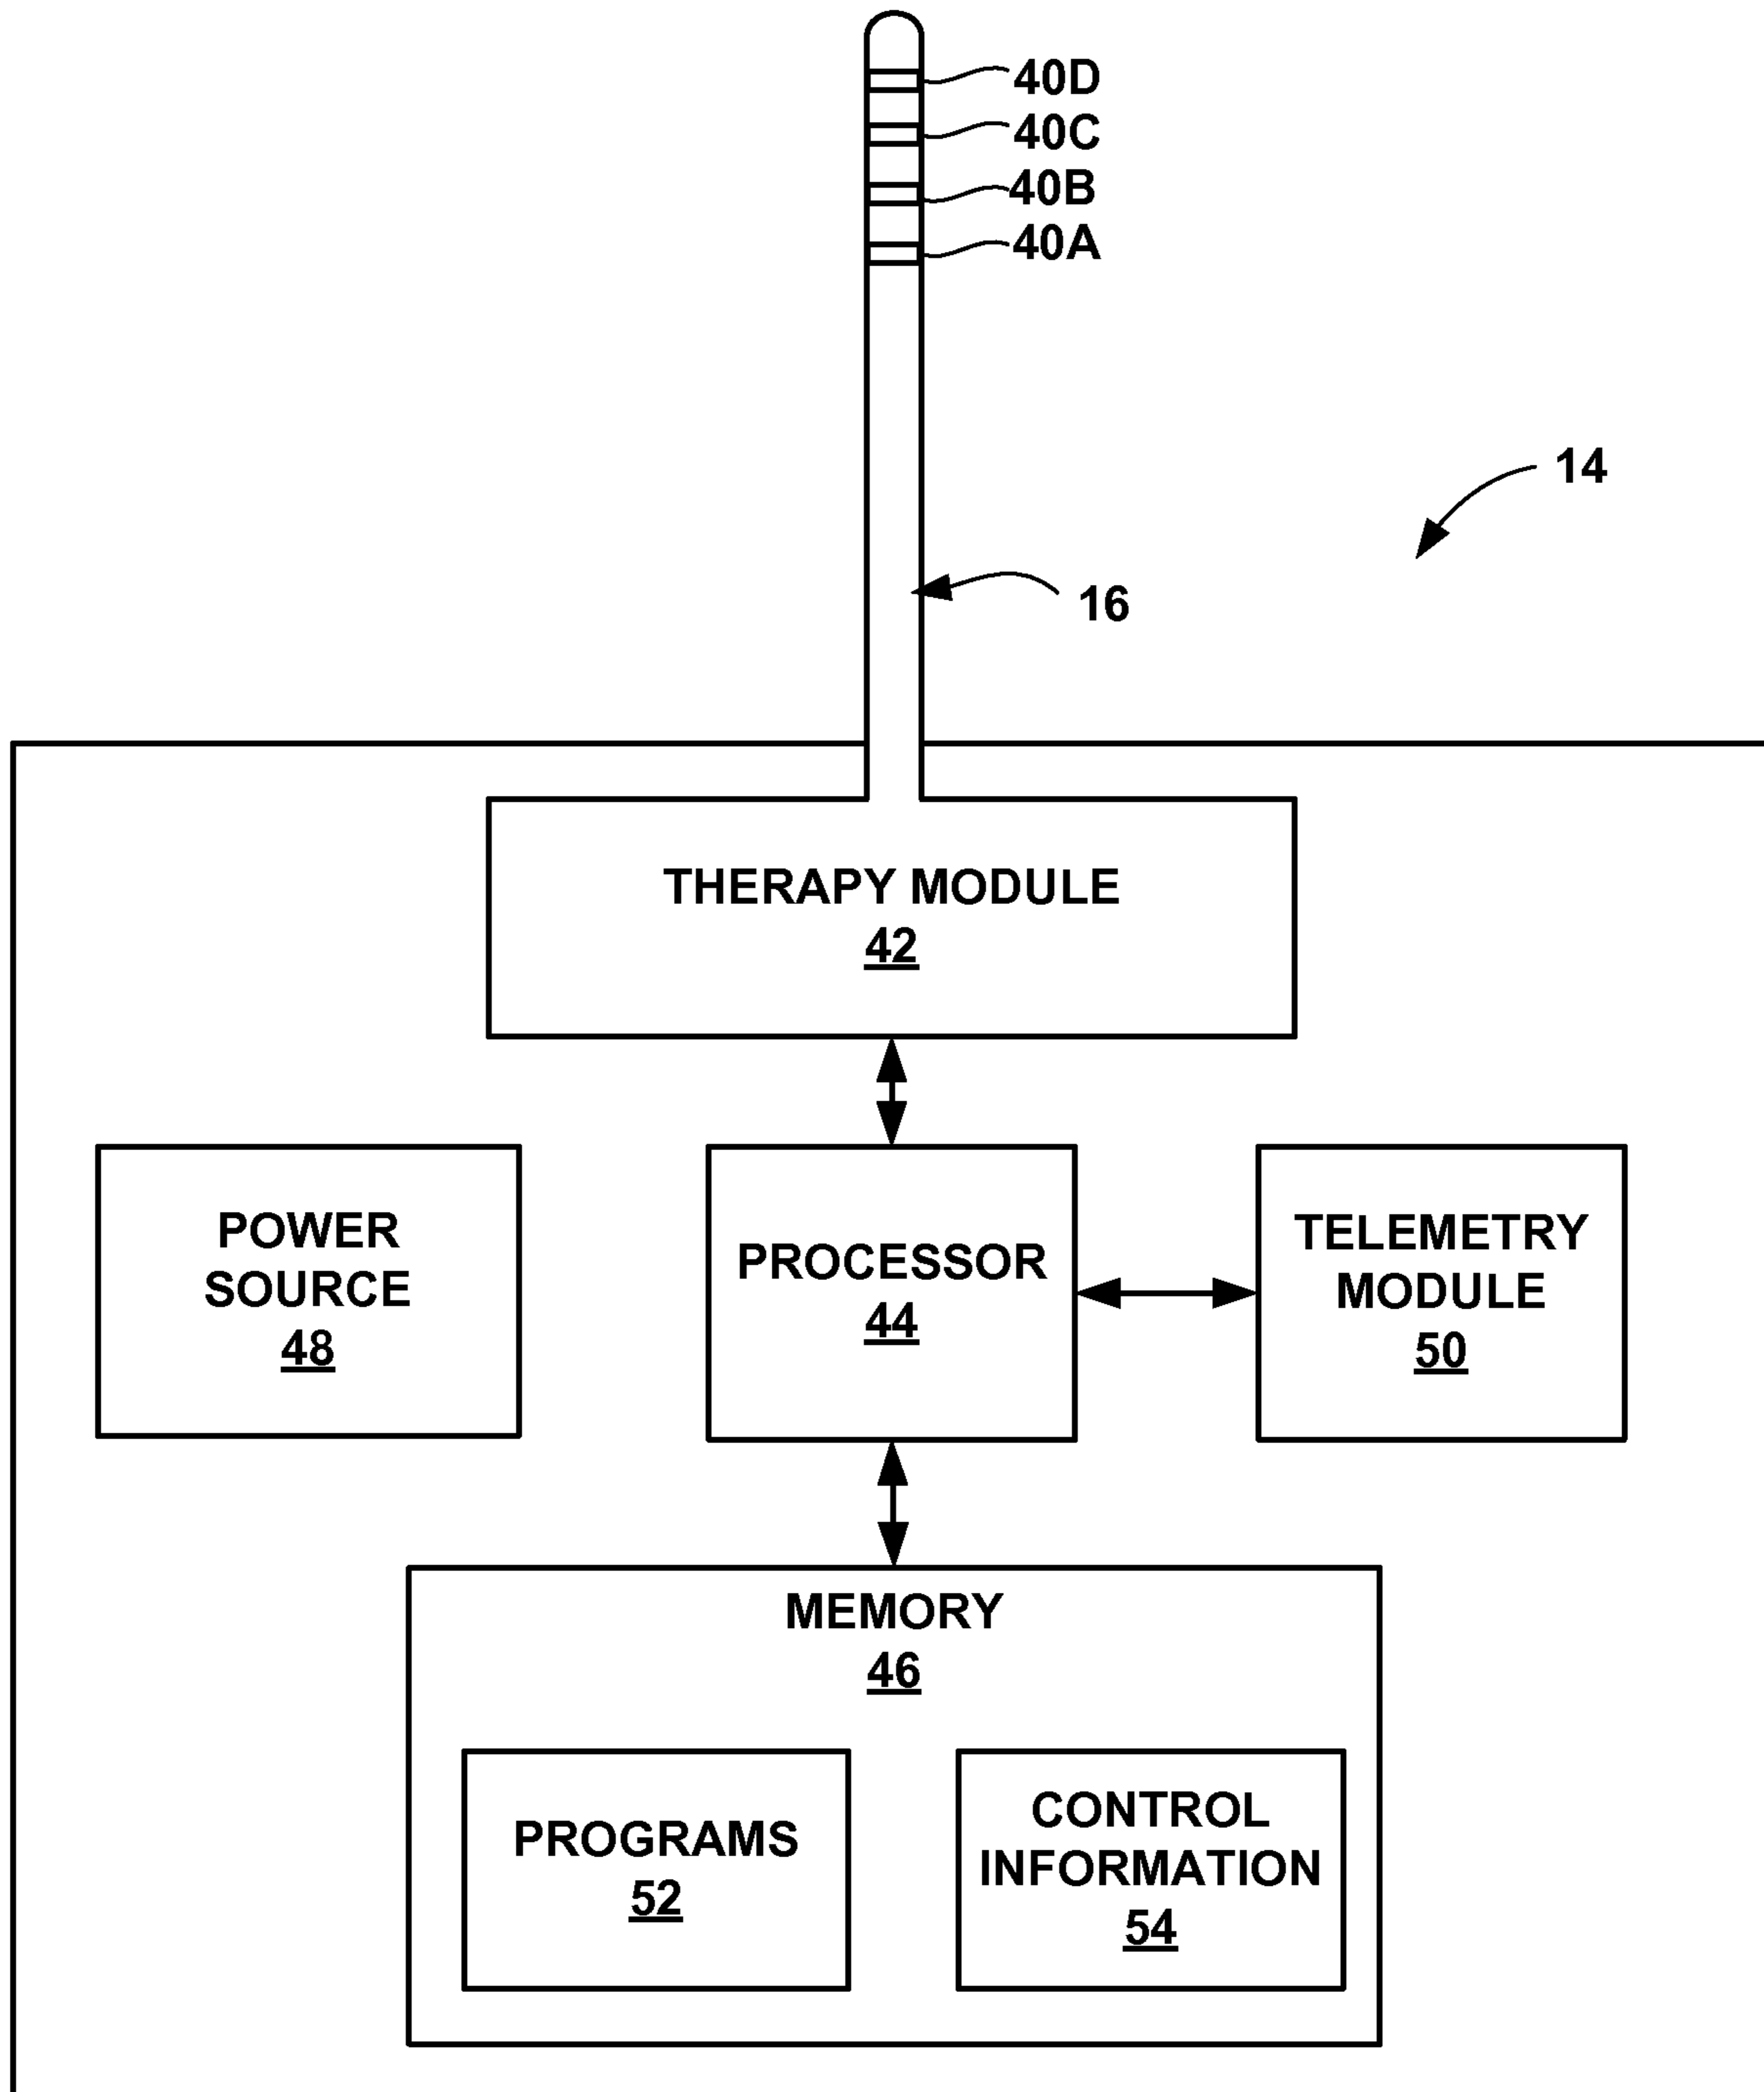 40D
40C
40B
40A
14
16
THERAPY MODULE
42
POWER
SOURCE
48
PROCESSOR
44
TELEMETRY
MODULE
50
MEMORY
46
PROGRAMS
52
CONTROL
INFORMATION
54